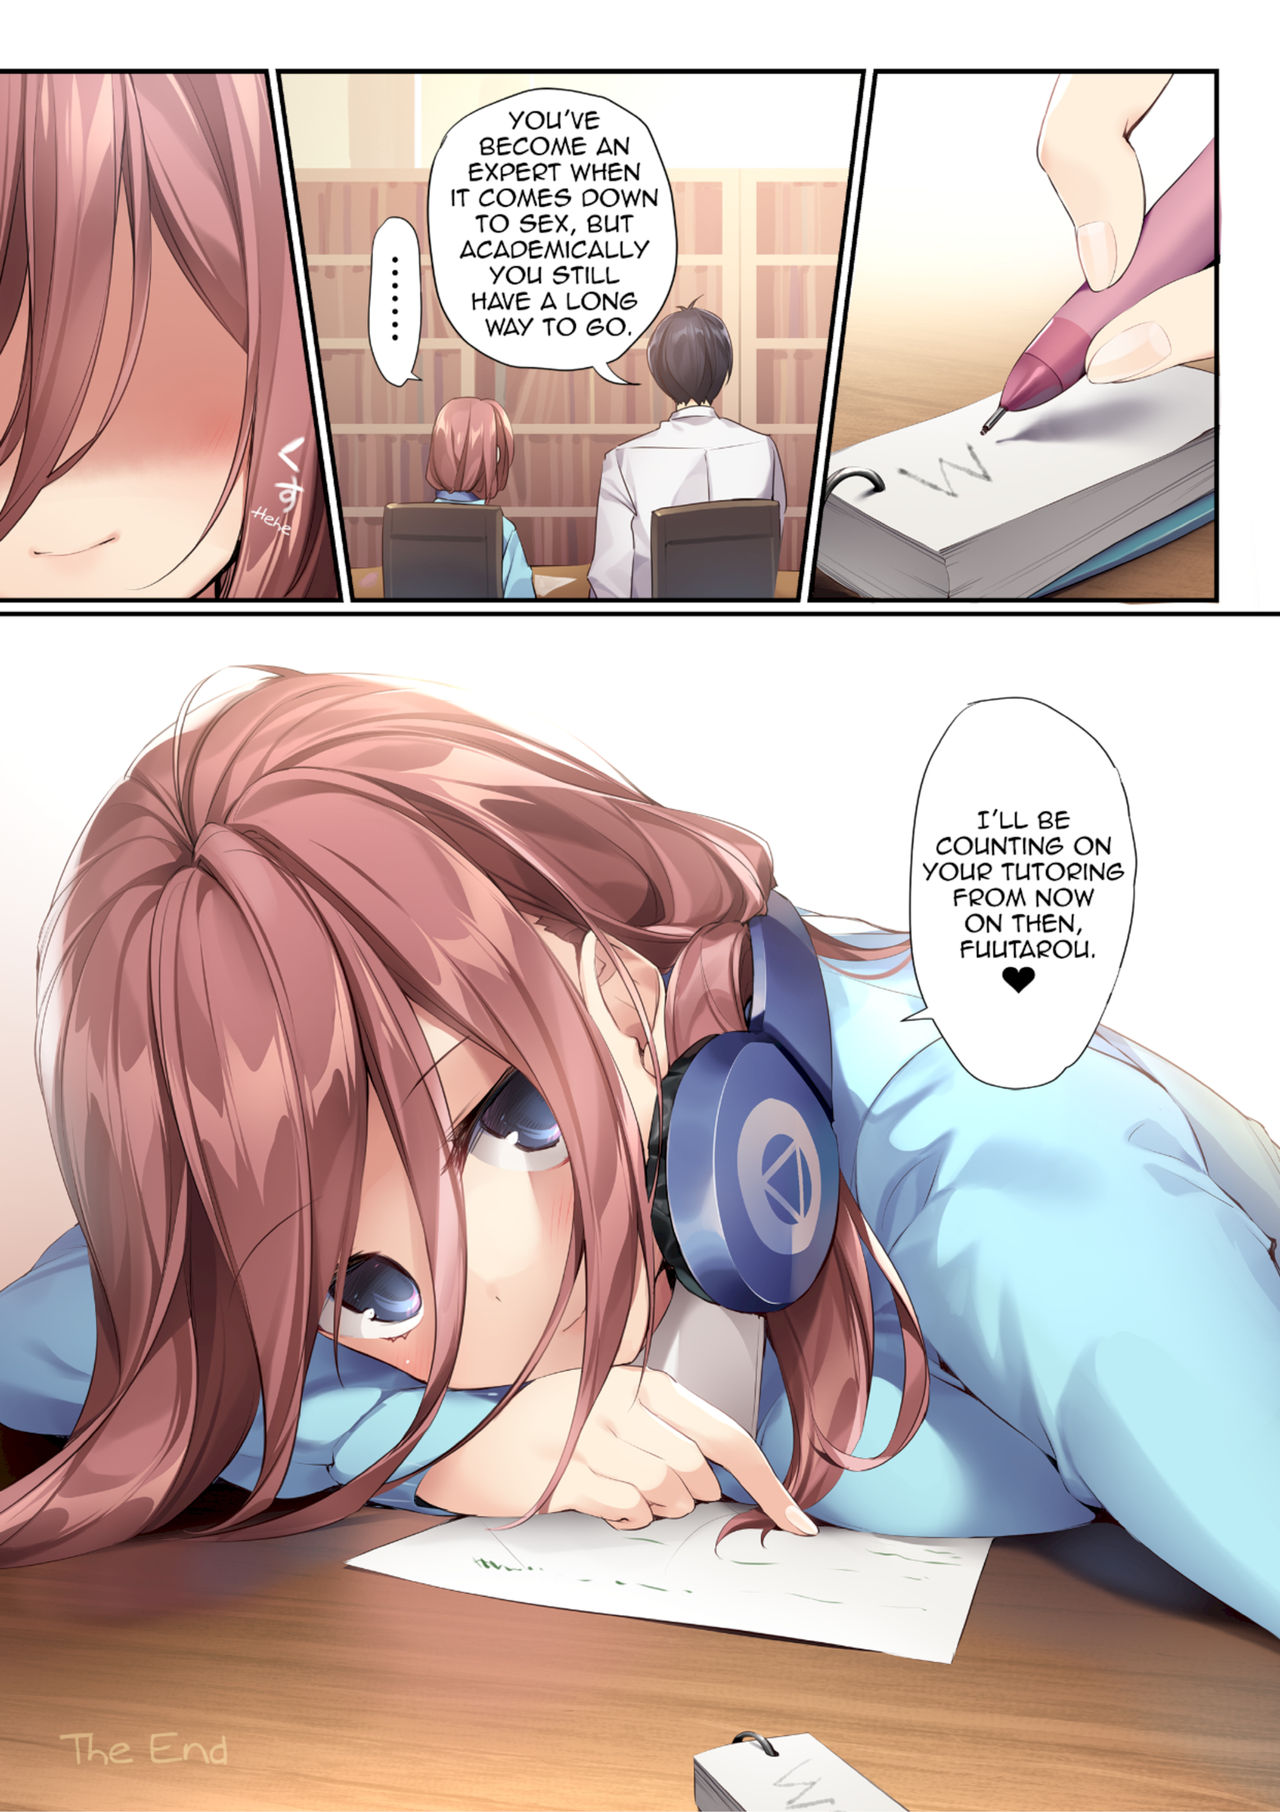 W
YOU'VE
BECOME AN
EXPERT WHEN
IT COMES DOWN
TO SEX, BUT
ACADEMICALLY
YOU STILL
HAVE A LONG
WAY TO GO.
.......
くす
Hehe
I'LL BE
COUNTING ON
YOUR TUTORING
FROM NOW
ON THEN,
FUUTAROU.
♥
The End